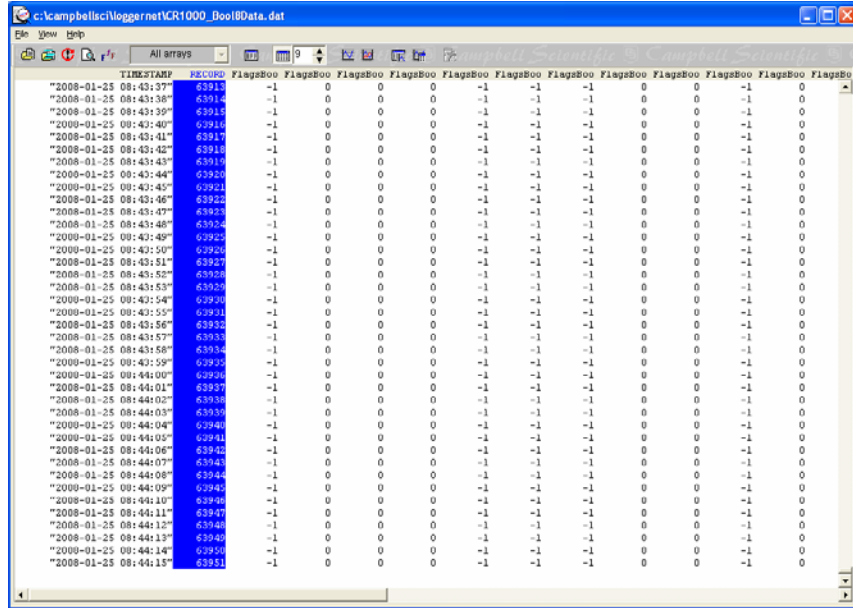 c:\campbellsci\loggernet\CR1000_Bool8Data.dat
File View Help
All arrays 9 Campbell Scientific Campbell Scientific
TIMESTAMP RECORD FlagsBoo FlagsBoo FlagsBoo FlagsBoo FlagsBoo FlagsBoo FlagsBoo FlagsBoo FlagsBoo FlagsBoo FlagsBoo FlagsBo
"2008-01-25 08:43:37" 63913 -1 0 0 0 -1 -1 -1 0 0 -1 0
"2008-01-25 08:43:38" 63914 -1 0 0 0 -1 -1 -1 0 0 -1 0
"2008-01-25 08:43:39" 63915 -1 0 0 0 -1 -1 -1 0 0 -1 0
"2008-01-25 08:43:40" 63916 -1 0 0 0 -1 -1 -1 0 0 -1 0
"2008-01-25 08:43:41" 63917 -1 0 0 0 -1 -1 -1 0 0 -1 0
"2008-01-25 08:43:42" 63918 -1 0 0 0 -1 -1 -1 0 0 -1 0
"2008-01-25 08:43:43" 63919 -1 0 0 0 -1 -1 -1 0 0 -1 0
"2008-01-25 08:43:44" 63920 -1 0 0 0 -1 -1 -1 0 0 -1 0
"2008-01-25 08:43:45" 63921 -1 0 0 0 -1 -1 -1 0 0 -1 0
"2008-01-25 08:43:46" 63922 -1 0 0 0 -1 -1 -1 0 0 -1 0
"2008-01-25 08:43:47" 63923 -1 0 0 0 -1 -1 -1 0 0 -1 0
"2008-01-25 08:43:48" 63924 -1 0 0 0 -1 -1 -1 0 0 -1 0
"2008-01-25 08:43:49" 63925 -1 0 0 0 -1 -1 -1 0 0 -1 0
"2008-01-25 08:43:50" 63926 -1 0 0 0 -1 -1 -1 0 0 -1 0
"2008-01-25 08:43:51" 63927 -1 0 0 0 -1 -1 -1 0 0 -1 0
"2008-01-25 08:43:52" 63928 -1 0 0 0 -1 -1 -1 0 0 -1 0
"2008-01-25 08:43:53" 63929 -1 0 0 0 -1 -1 -1 0 0 -1 0
"2008-01-25 08:43:54" 63930 -1 0 0 0 -1 -1 -1 0 0 -1 0
"2008-01-25 08:43:55" 63931 -1 0 0 0 -1 -1 -1 0 0 -1 0
"2008-01-25 08:43:56" 63932 -1 0 0 0 -1 -1 -1 0 0 -1 0
"2008-01-25 08:43:57" 63933 -1 0 0 0 -1 -1 -1 0 0 -1 0
"2008-01-25 08:43:58" 63934 -1 0 0 0 -1 -1 -1 0 0 -1 0
"2008-01-25 08:43:59" 63935 -1 0 0 0 -1 -1 -1 0 0 -1 0
"2008-01-25 08:44:00" 63936 -1 0 0 0 -1 -1 -1 0 0 -1 0
"2008-01-25 08:44:01" 63937 -1 0 0 0 -1 -1 -1 0 0 -1 0
"2008-01-25 08:44:02" 63938 -1 0 0 0 -1 -1 -1 0 0 -1 0
"2008-01-25 08:44:03" 63939 -1 0 0 0 -1 -1 -1 0 0 -1 0
"2008-01-25 08:44:04" 63940 -1 0 0 0 -1 -1 -1 0 0 -1 0
"2008-01-25 08:44:05" 63941 -1 0 0 0 -1 -1 -1 0 0 -1 0
"2008-01-25 08:44:06" 63942 -1 0 0 0 -1 -1 -1 0 0 -1 0
"2008-01-25 08:44:07" 63943 -1 0 0 0 -1 -1 -1 0 0 -1 0
"2008-01-25 08:44:08" 63944 -1 0 0 0 -1 -1 -1 0 0 -1 0
"2008-01-25 08:44:09" 63945 -1 0 0 0 -1 -1 -1 0 0 -1 0
"2008-01-25 08:44:10" 63946 -1 0 0 0 -1 -1 -1 0 0 -1 0
"2008-01-25 08:44:11" 63947 -1 0 0 0 -1 -1 -1 0 0 -1 0
"2008-01-25 08:44:12" 63948 -1 0 0 0 -1 -1 -1 0 0 -1 0
"2008-01-25 08:44:13" 63949 -1 0 0 0 -1 -1 -1 0 0 -1 0
"2008-01-25 08:44:14" 63950 -1 0 0 0 -1 -1 -1 0 0 -1 0
"2008-01-25 08:44:15" 63951 -1 0 0 0 -1 -1 -1 0 0 -1 0